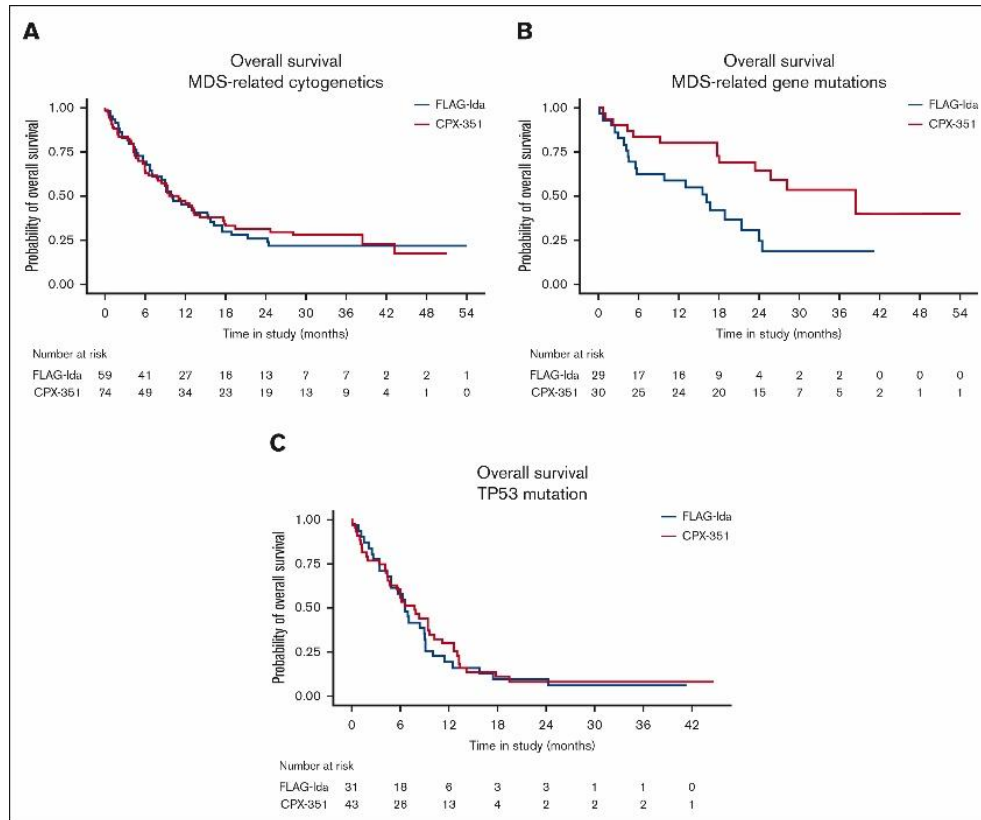 A
Overall survival
MDS-related cytogenetics
FLAG-Ida
CPX-351
Probability of overall survival
1.00
0.75
0.50
0.25
0.00
0 6 12 18 24 30 36 42 48 54
Time in study (months)
Number at risk
FLAG-Ida 59 41 27 16 13 7 7 2 2 1
CPX-351 74 49 34 23 19 13 9 4 1 0
B
Overall survival
MDS-related gene mutations
FLAG-Ida
CPX-351
Probability of overall survival
1.00
0.75
0.50
0.25
0.00
0 6 12 18 24 30 36 42 48 54
Time in study (months)
Number at risk
FLAG-Ida 29 17 16 9 4 2 2 0 0 0
CPX-351 30 25 24 20 15 7 5 2 1 1
C
Overall survival
TP53 mutation
FLAG-Ida
CPX-351
Probability of overall survival
1.00
0.75
0.50
0.25
0.00
0 6 12 18 24 30 36 42
Time in study (months)
Number at risk
FLAG-Ida 31 18 6 3 3 1 1 0
CPX-351 43 26 13 4 2 2 2 1